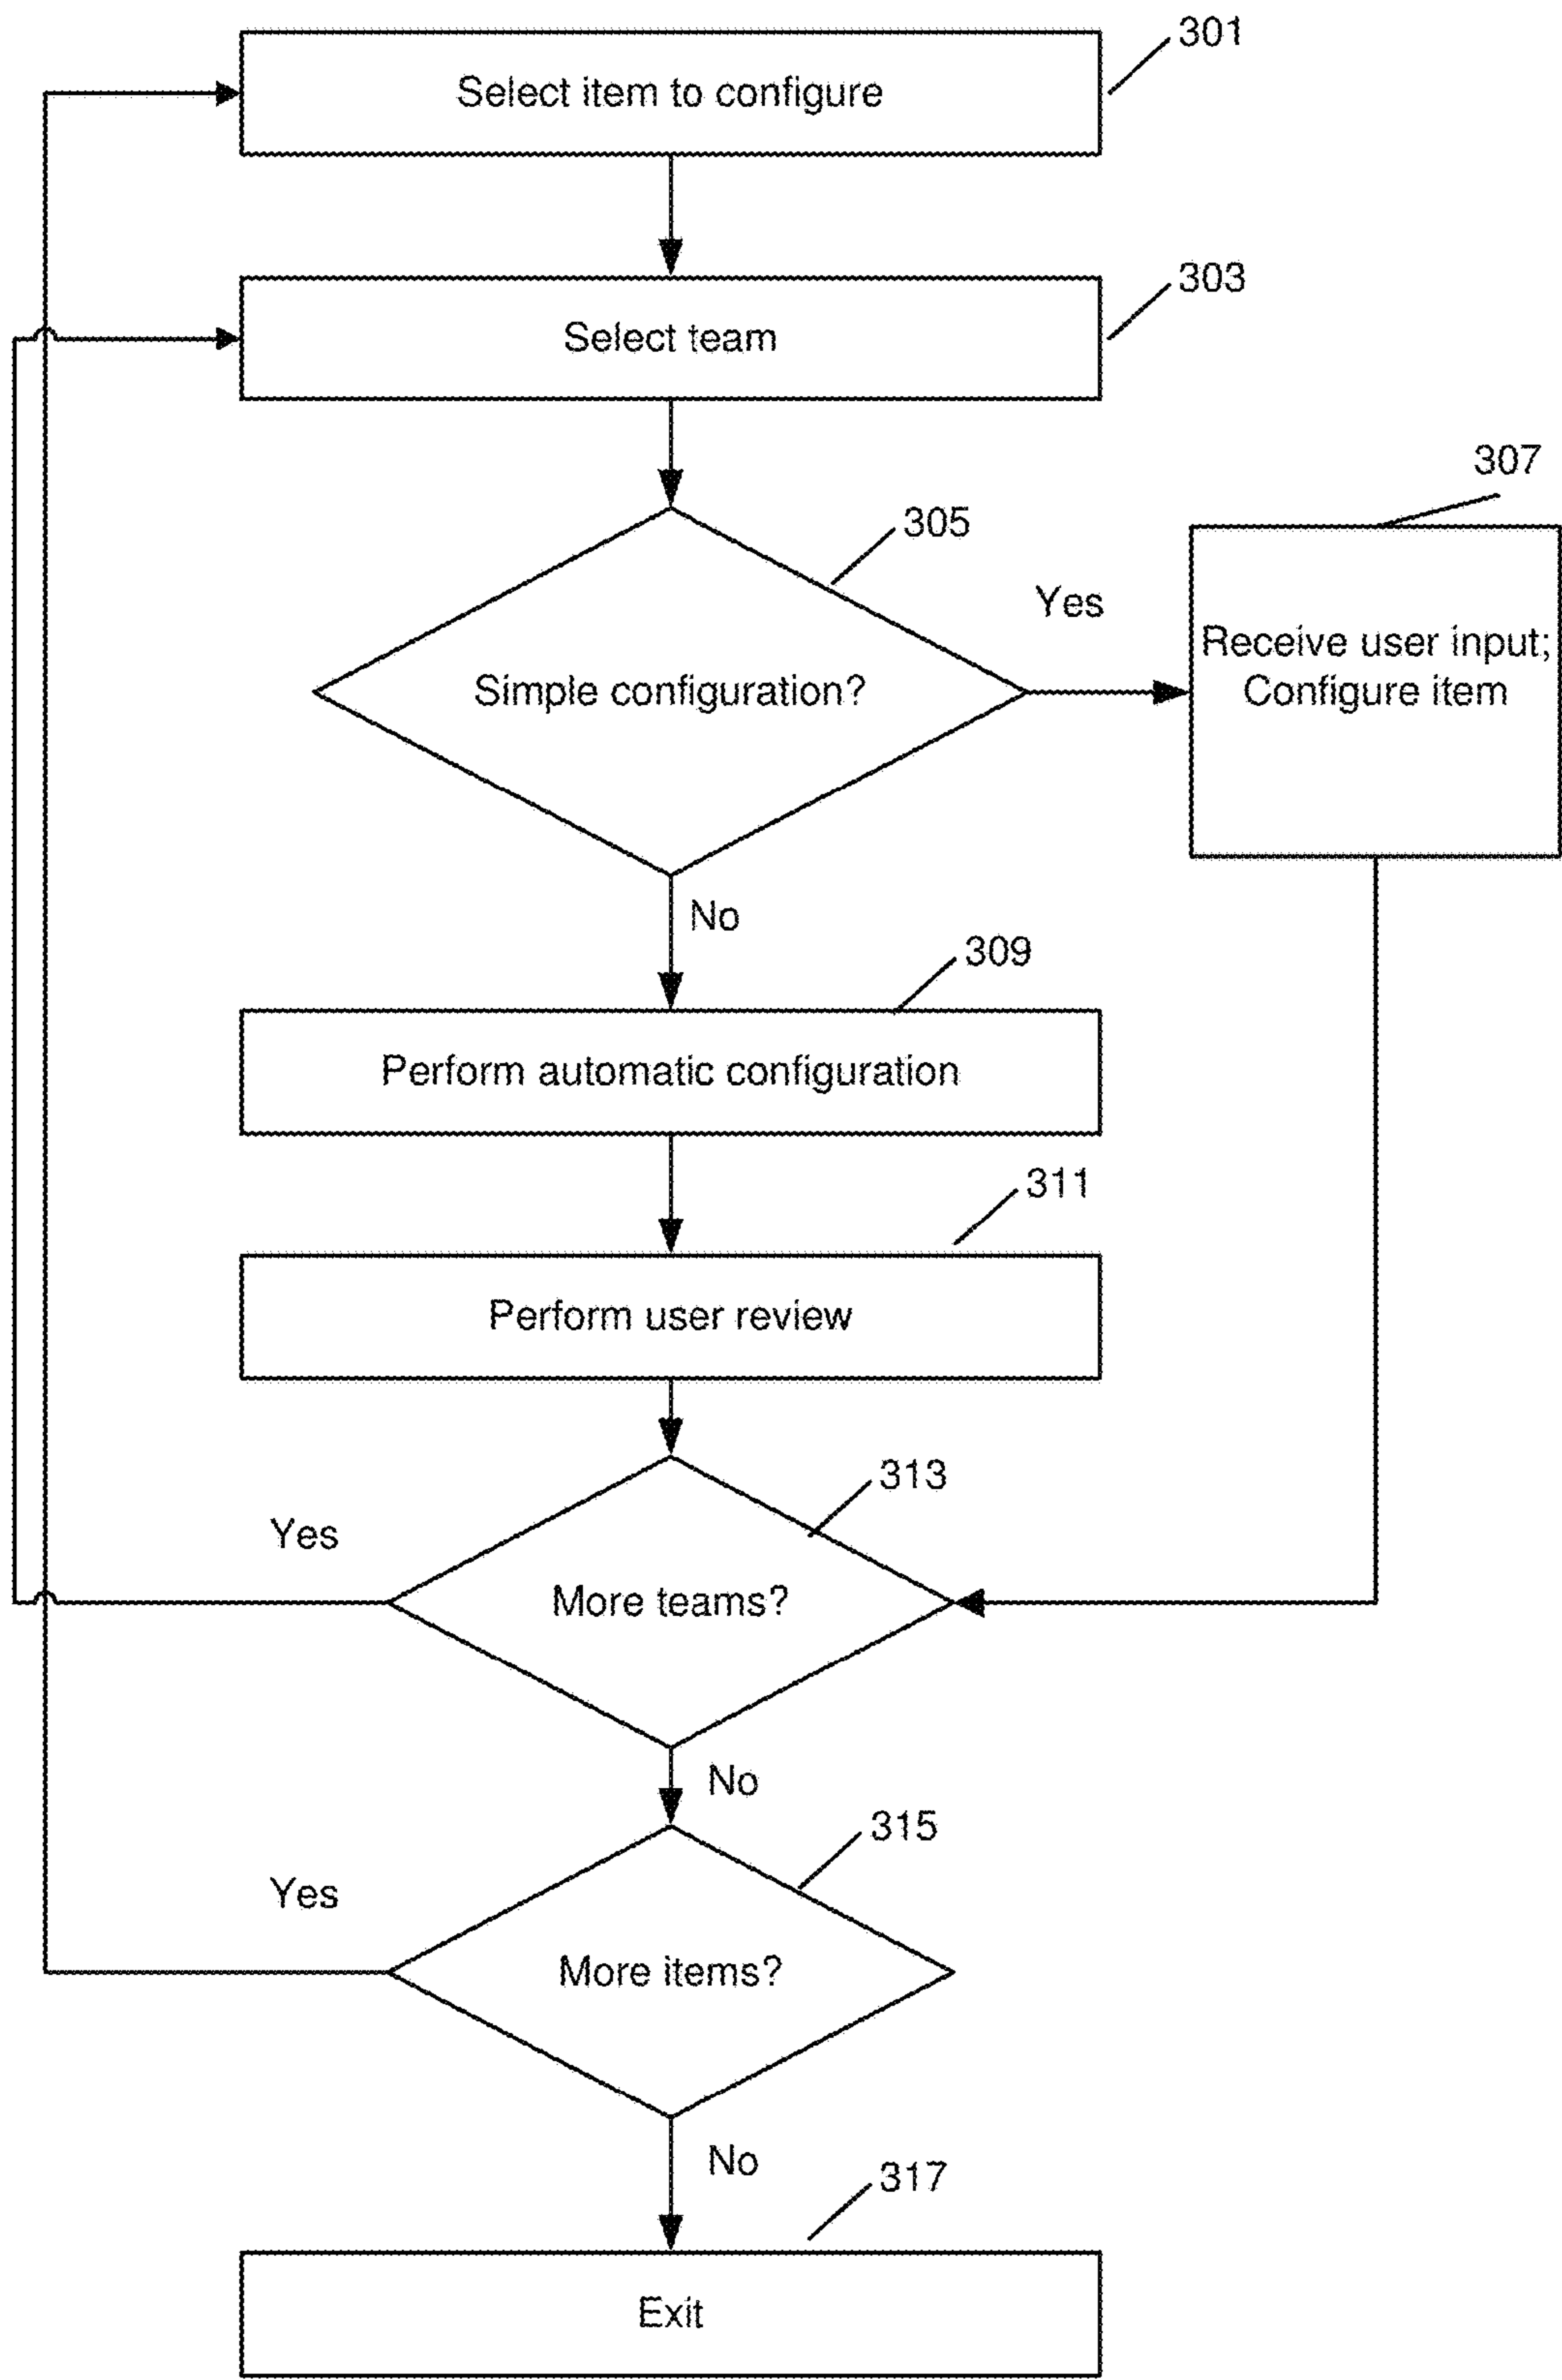 301
Select item to configure
303
Select team
307
305
Yes
Receive user input;
Configure item
Simple configuration?
No
309
Perform automatic configuration
311
Perform user review
313
Yes
More teams?
No
315
Yes
More items?
No
317
Exit